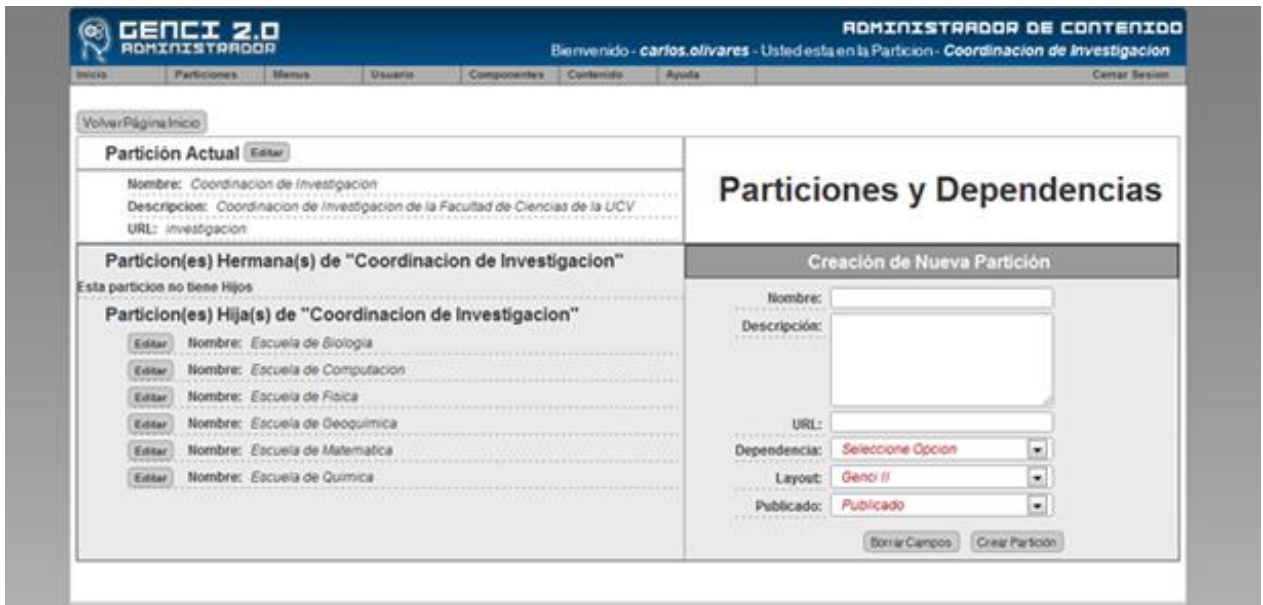 GENCI 2.0
ADMINISTRADOR
ADMINISTRADOR DE CONTENIDO
Bienvenido - carlos.olivares - Usted esta en la Particion - Coordinacion de Investigacion
Inicio Particiones Menus Usuario Componentes Contenido Ayuda Cerrar Sesion
Volver Página Inicio
Partición Actual Editar
Nombre: Coordinacion de Investigacion
Descripcion: Coordinacion de Investigacion de la Facultad de Ciencias de la UCV
URL: investigacion
Particiones y Dependencias
Particion(es) Hermana(s) de "Coordinacion de Investigacion"
Esta particion no tiene Hijos
Particion(es) Hija(s) de "Coordinacion de Investigacion"
Editar Nombre: Escuela de Biologia
Editar Nombre: Escuela de Computacion
Editar Nombre: Escuela de Fisica
Editar Nombre: Escuela de Geoquimica
Editar Nombre: Escuela de Matematica
Editar Nombre: Escuela de Quimica
Creación de Nueva Partición
Nombre:
Descripción:
URL:
Dependencia: Seleccione Opcion
Layout: Genci II
Publicado: Publicado
Borrar Campos Crear Partición